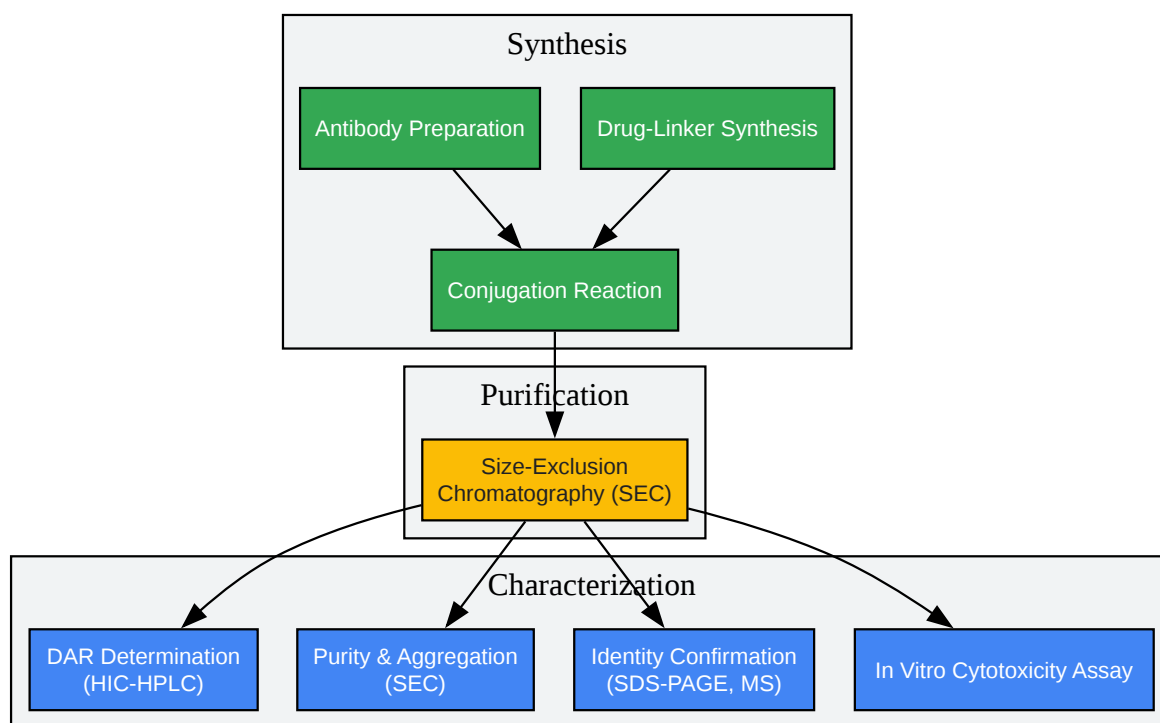 Synthesis
Antibody Preparation
Drug-Linker Synthesis
Conjugation Reaction
Purification
Size-Exclusion
Chromatography (SEC)
Characterization
DAR Determination
(HIC-HPLC)
Purity & Aggregation
(SEC)
Identity Confirmation
(SDS-PAGE, MS)
In Vitro Cytotoxicity Assay